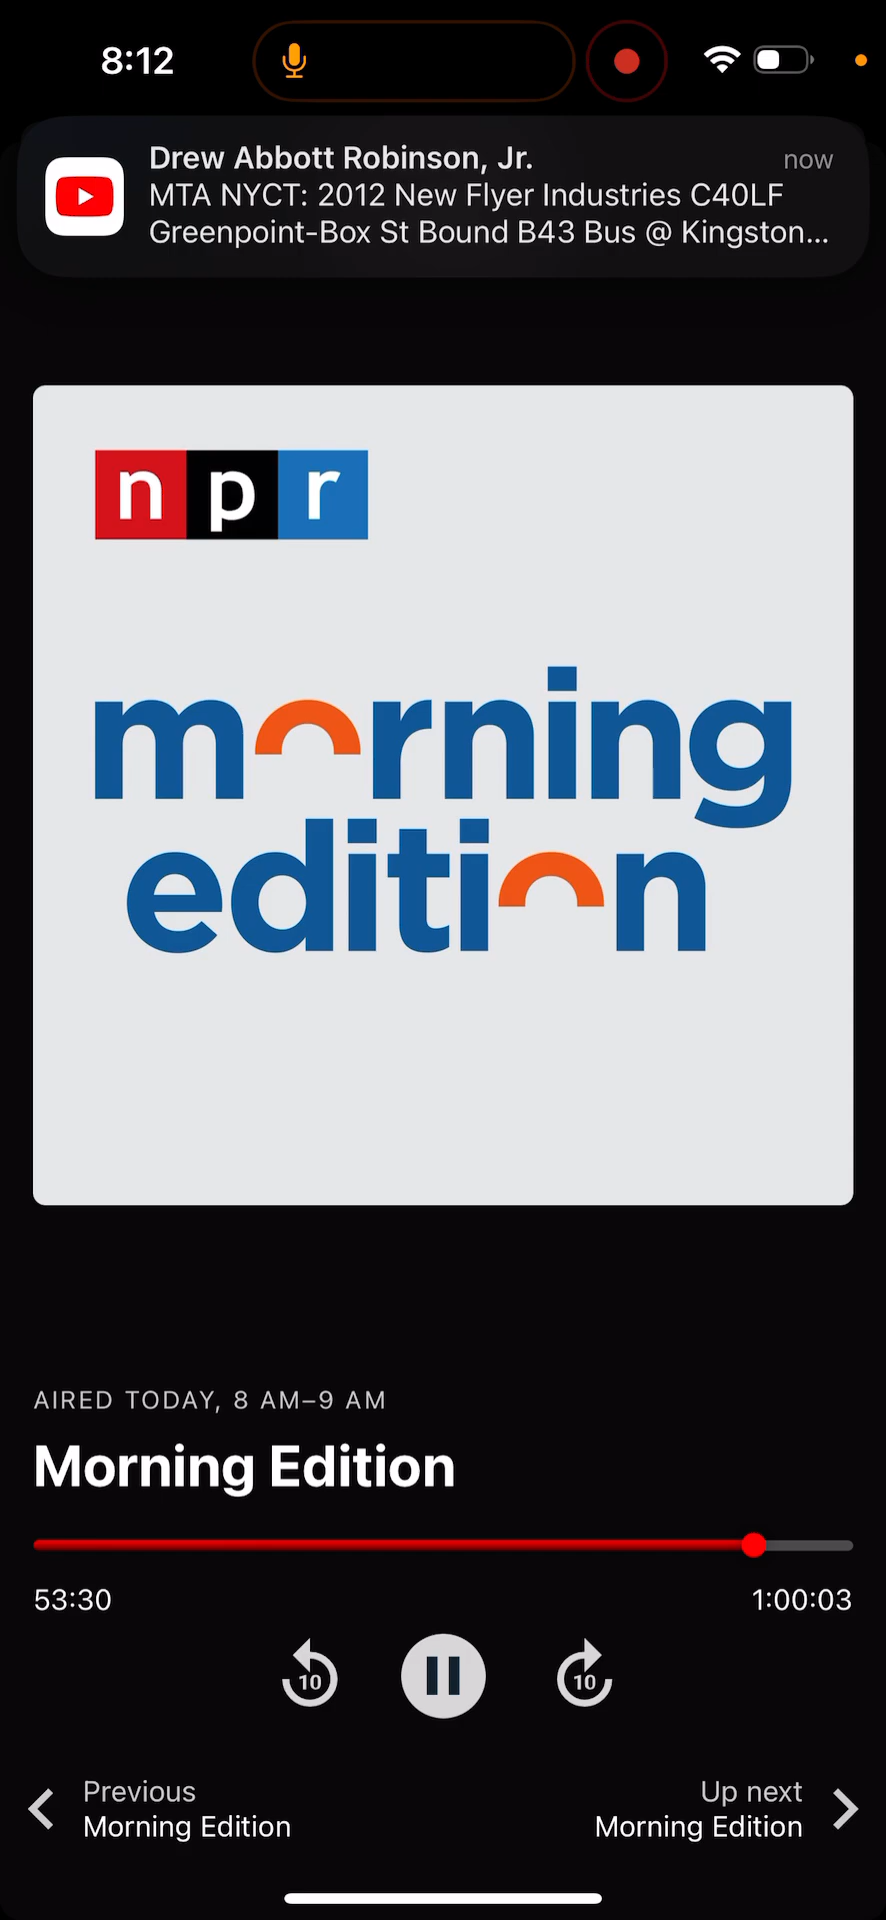 8:12
Drew Abbott Robinson, Jr.
now
MTA NYCT: 2012 New Flyer Industries C40LF
Greenpoint-Box St Bound B43 Bus @ Kingston...
npr
morning
edition
AIRED TODAY, 8 AM–9 AM
Morning Edition
53:30
1:00:03
10
10
Previous
Morning Edition
Up next
Morning Edition